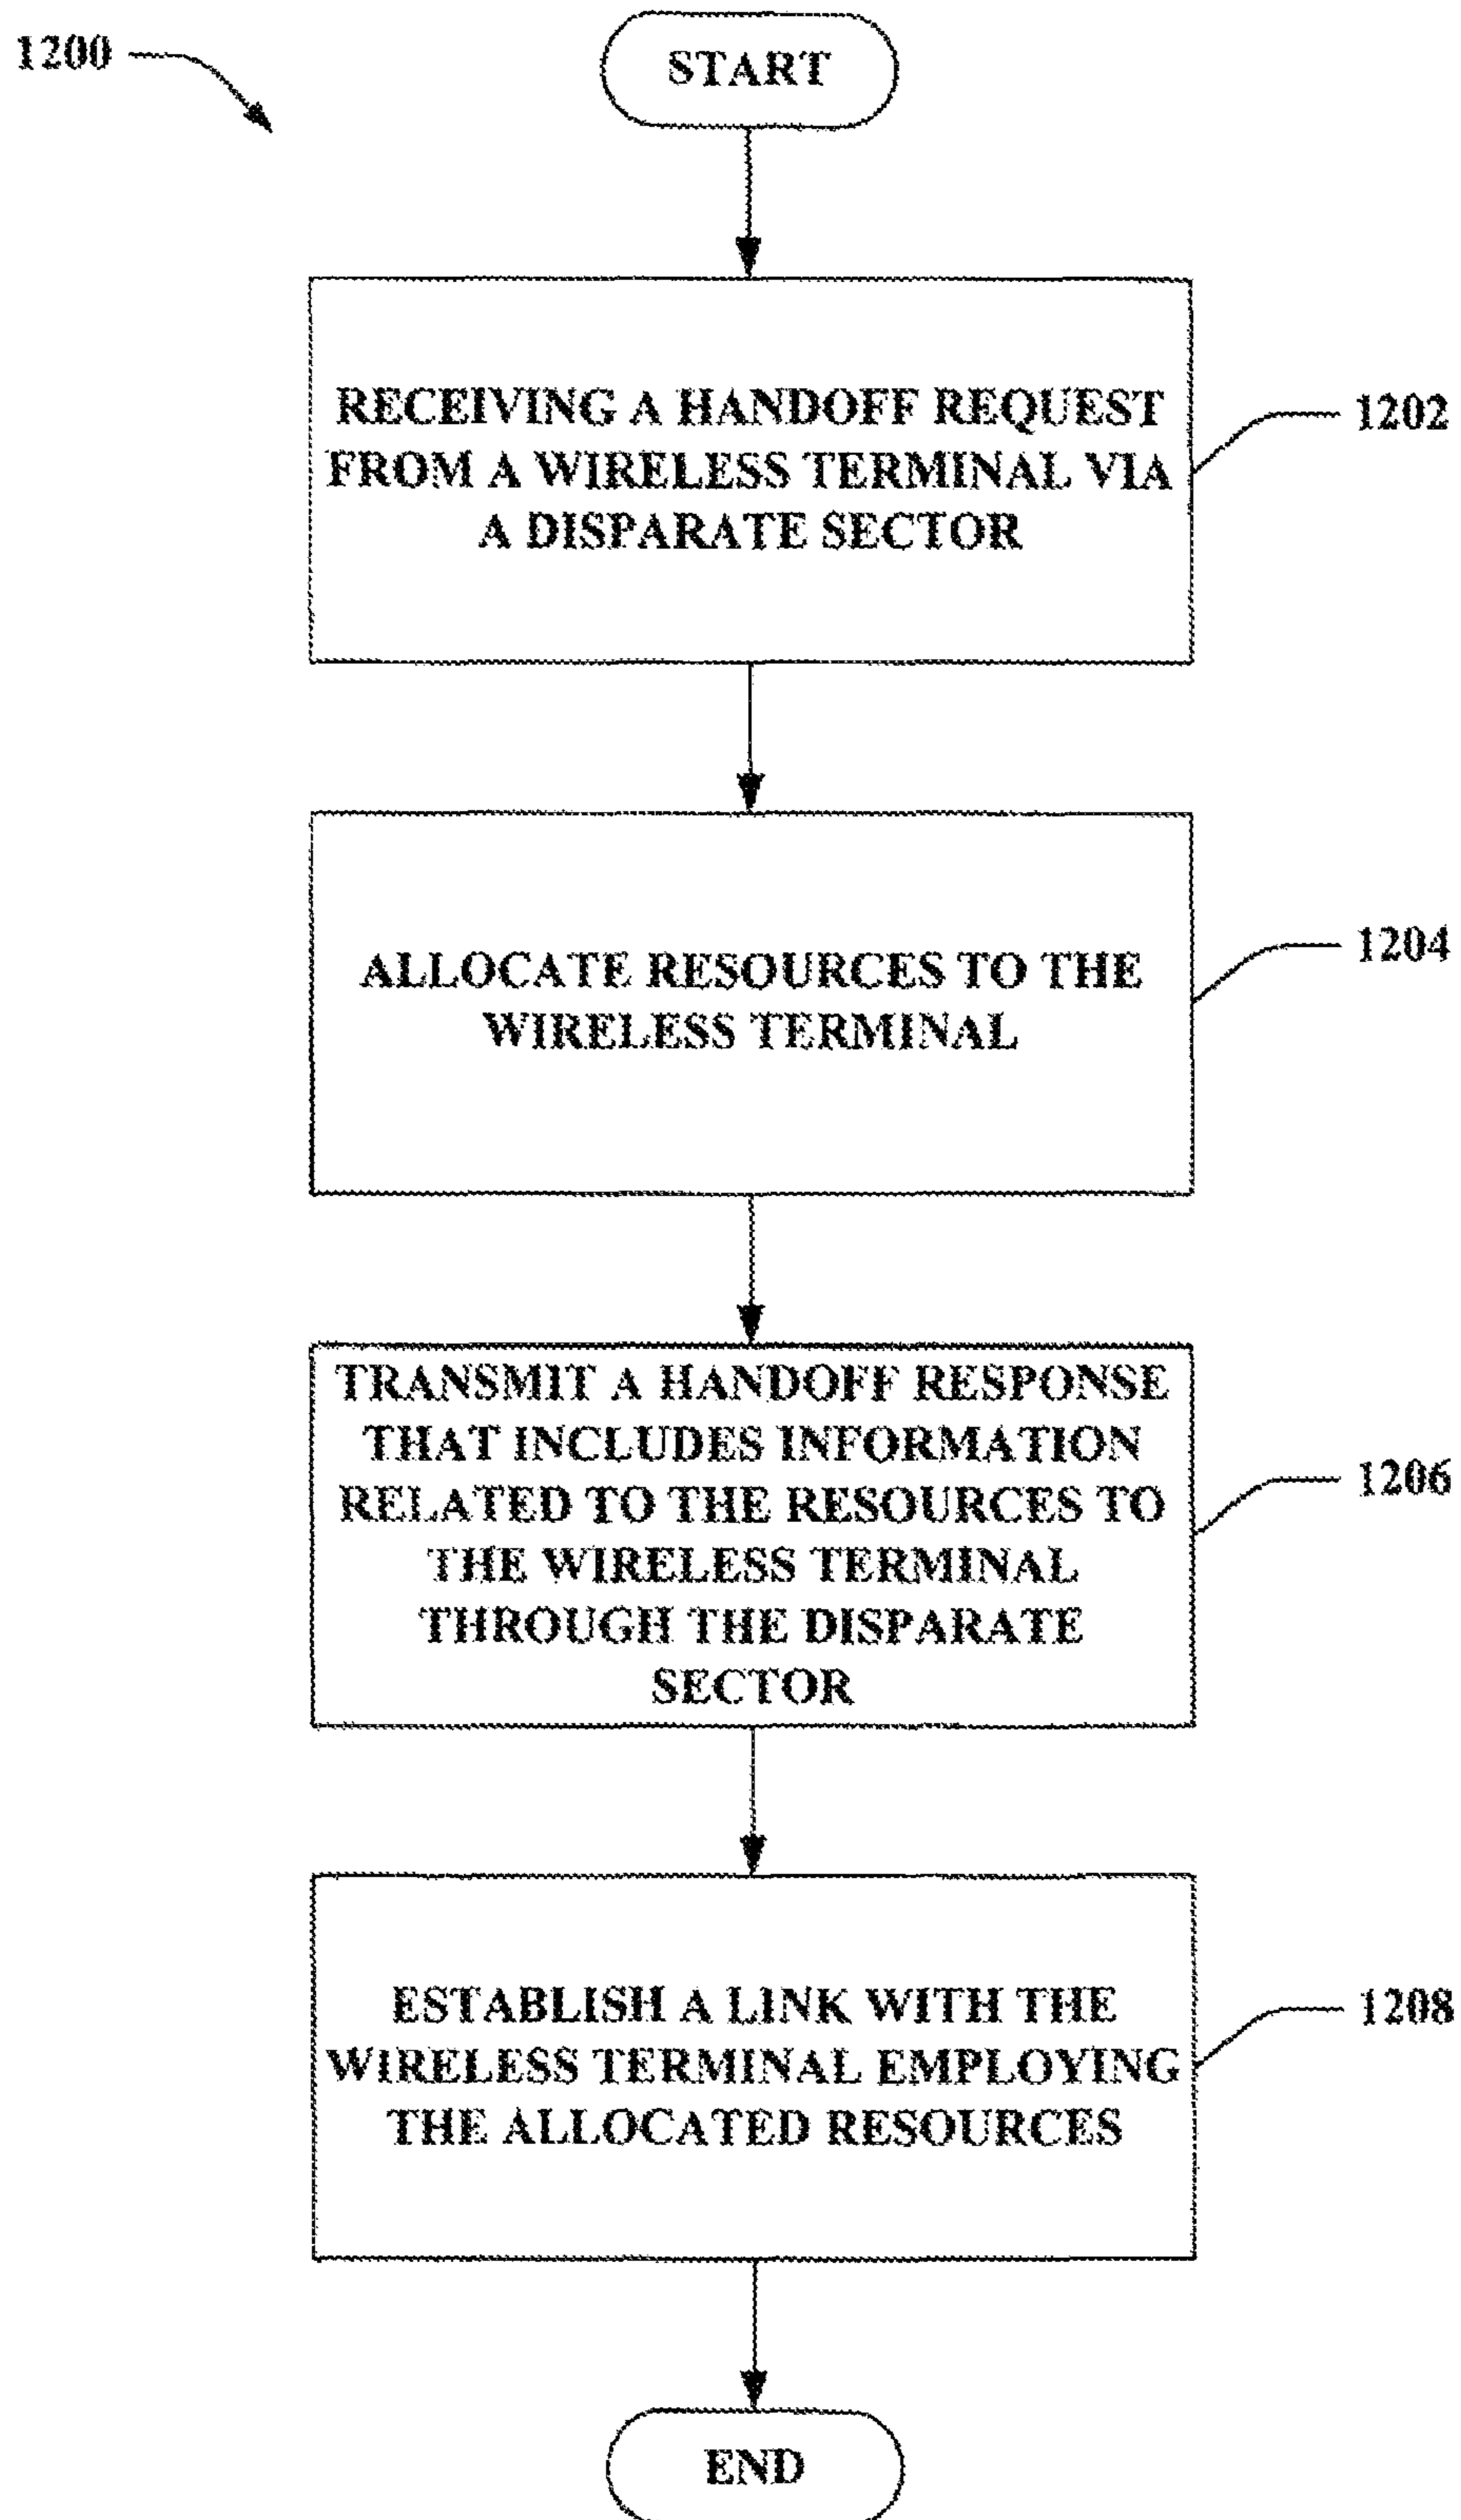 1200
START
RECEIVING A HANDOFF REQUEST
FROM A WIRELESS TERMINAL VIA
A DISPARATE SECTOR
1202
ALLOCATE RESOURCES TO THE
WIRELESS TERMINAL
1204
TRANSMIT A HANDOFF RESPONSE
THAT INCLUDES INFORMATION
RELATED TO THE RESOURCES TO
THE WIRELESS TERMINAL
THROUGH THE DISPARATE
SECTOR
1206
ESTABLISH A LINK WITH THE
WIRELESS TERMINAL EMPLOYING
THE ALLOCATED RESOURCES
1208
END